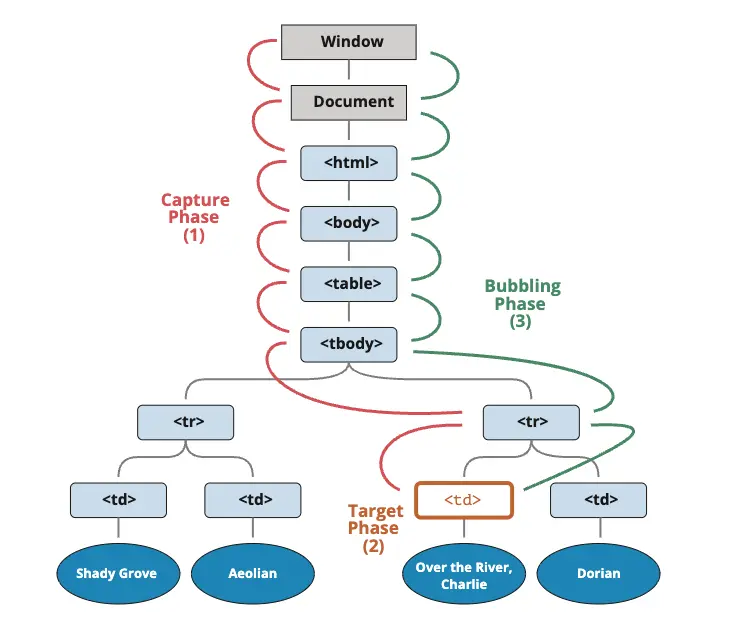 Window
Document
<html>
<body>
Capture
Phase
(1)
<table>
Bubbling
Phase
(3)
<tbody>
<tr>
<tr>
<td>
<td>
<td>
<td>
Target
Phase
(2)
Shady Grove
Aeolian
Over the River,
Charlie
Dorian